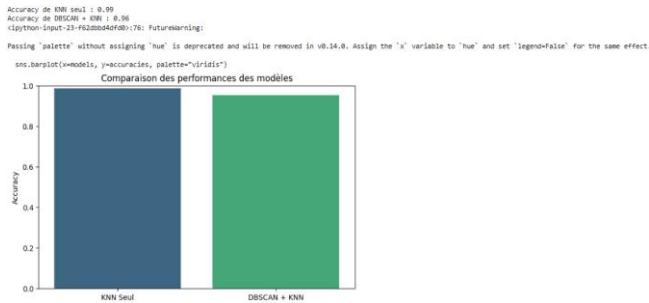 Accuracy de KNN seul : 0.99
Accuracy de DBSCAN + KNN : 0.96
<ipython-input-23-f62dbbd4dfd0>:76: FutureWarning:
Passing `palette` without assigning `hue` is deprecated and will be removed in v0.14.0. Assign the `x` variable to `hue` and set `legend=False` for the same effect
sns.barplot(x=models, y=accuracies, palette="viridis")
Comparaison des performances des modèles
1.0
0.8
0.6
Accuracy
0.4
0.2
0.0
KNN Seul
DBSCAN + KNN